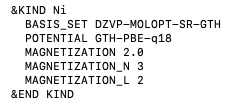 &KIND Ni
  BASIS_SET DZVP-MOLOPT-SR-GTH
  POTENTIAL GTH-PBE-q18
  MAGNETIZATION 2.0
  MAGNETIZATION_N 3
  MAGNETIZATION_L 2
&END KIND